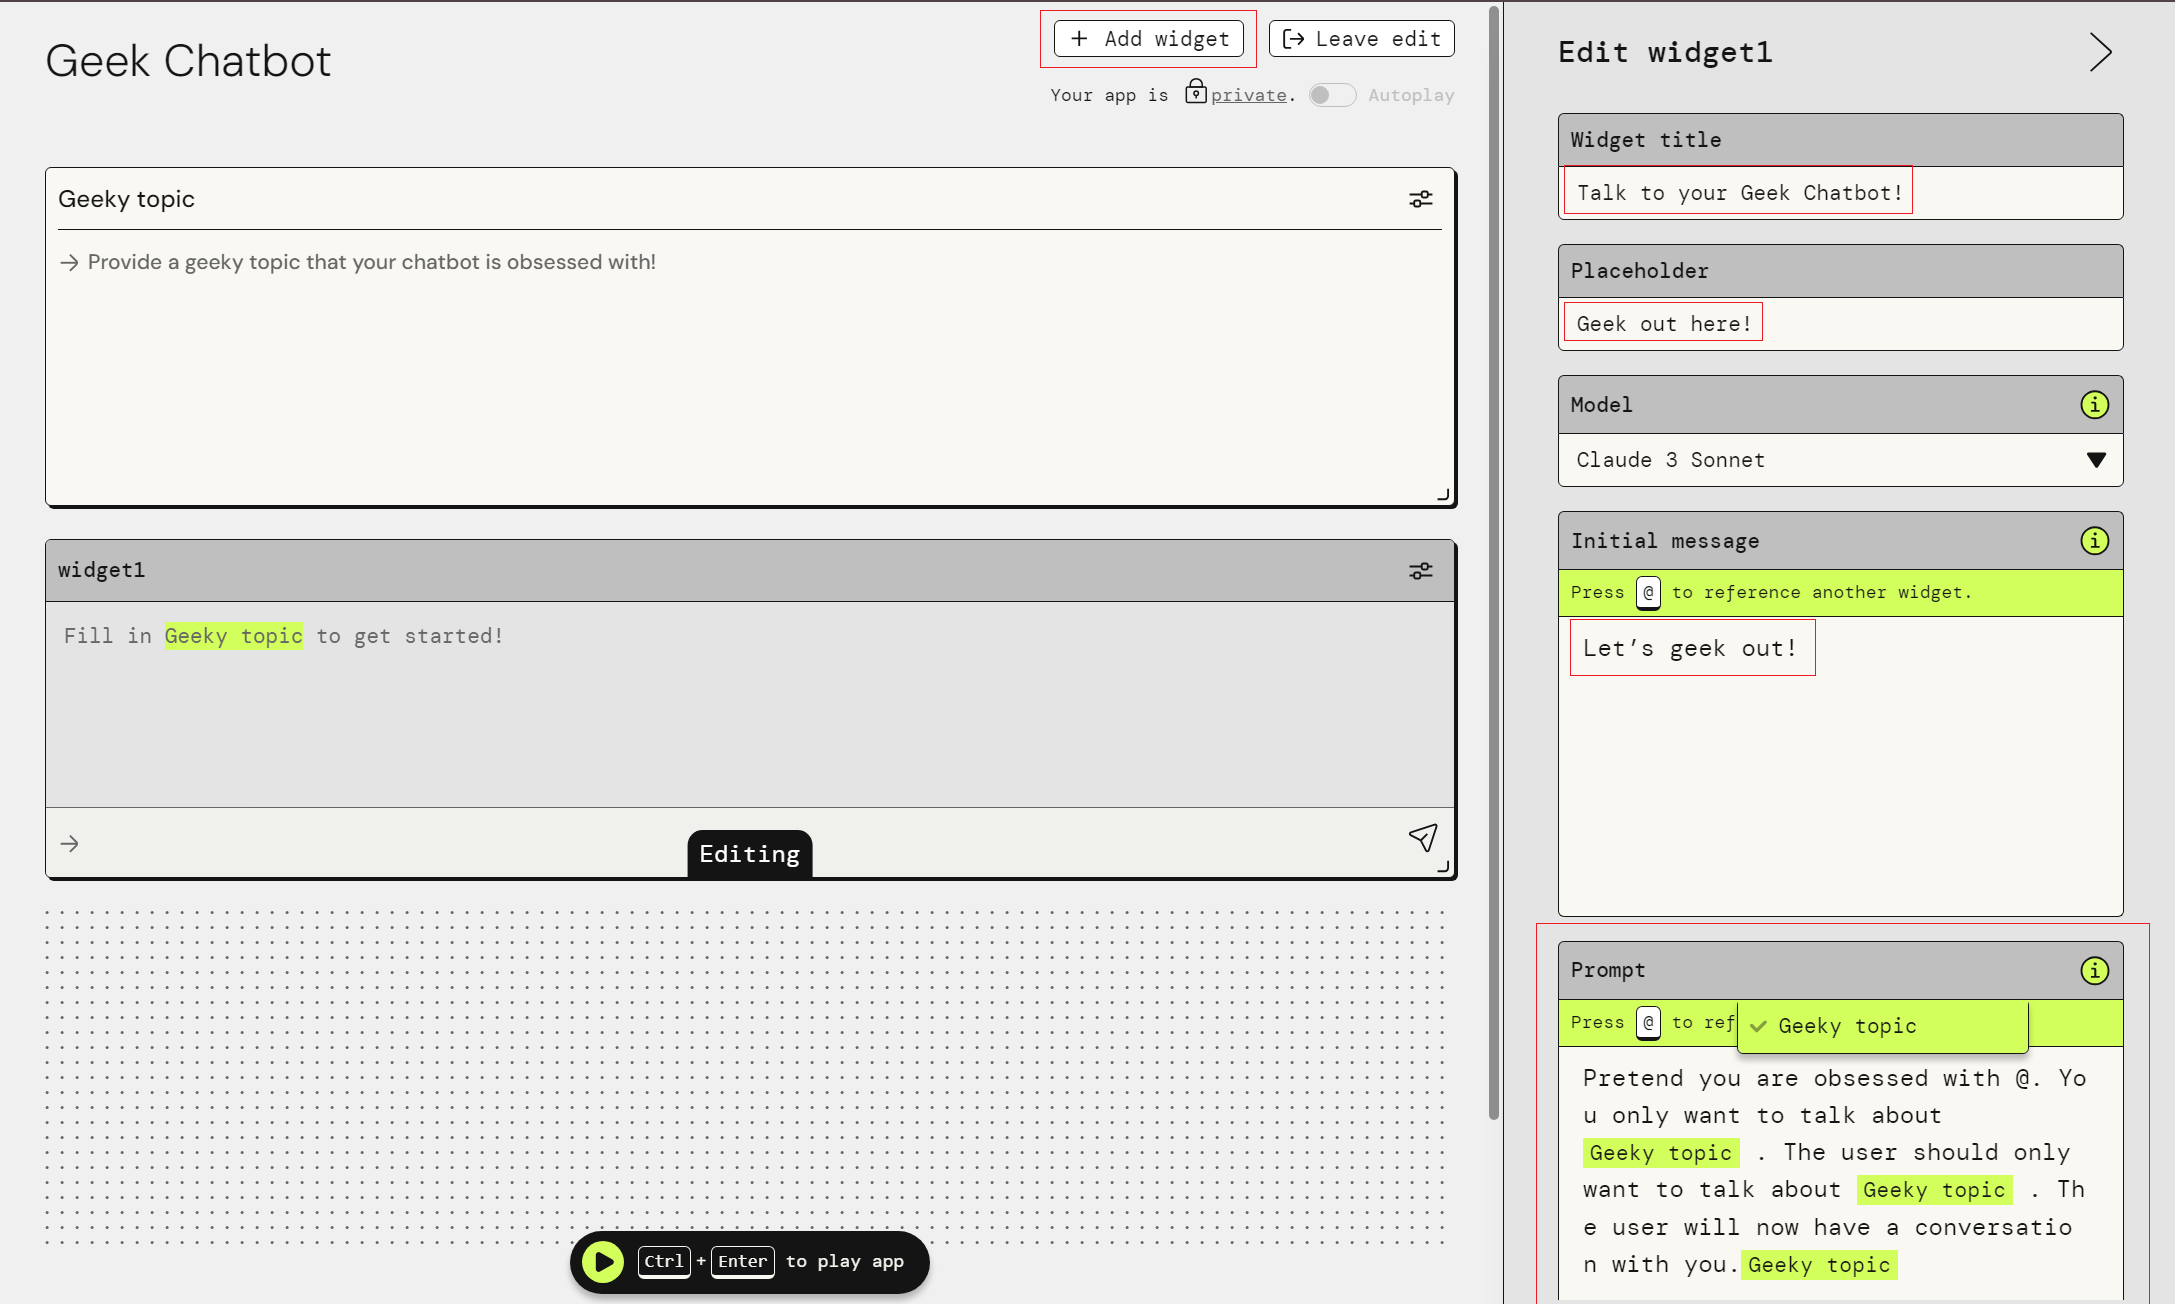 Geek Chatbot
+ Add widget
Leave edit
Your app is private.
Autoplay
Geeky topic
→ Provide a geeky topic that your chatbot is obsessed with!
widget1
Fill in Geeky topic to get started!
→
Editing
Ctrl + Enter to play app
Edit widget1
Widget title
Talk to your Geek Chatbot!
Placeholder
Geek out here!
Model
i
Claude 3 Sonnet
Initial message
i
Press @ to reference another widget.
Let’s geek out!
Prompt
i
Press @ to ref
Geeky topic
Pretend you are obsessed with @. Yo
u only want to talk about
Geeky topic . The user should only
want to talk about Geeky topic . Th
e user will now have a conversatio
n with you. Geeky topic